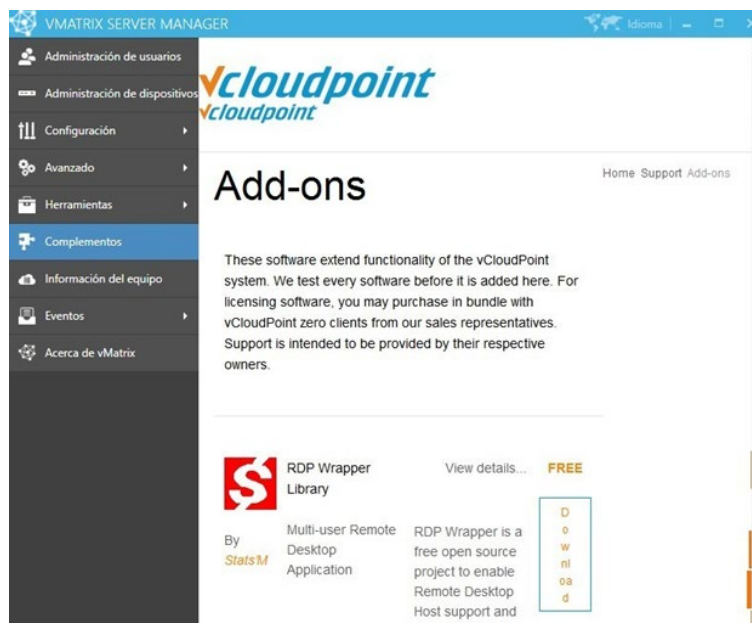 VMATRIX SERVER MANAGER
Idioma
Administración de usuarios
Administración de dispositivos
Configuración
Avanzado
Herramientas
Complementos
Información del equipo
Eventos
Acerca de vMatrix
vcloudpoint
vcloudpoint
Home Support Add-ons
Add-ons
These software extend functionality of the vCloudPoint
system. We test every software before it is added here. For
licensing software, you may purchase in bundle with
vCloudPoint zero clients from our sales representatives.
Support is intended to be provided by their respective
owners.
RDP Wrapper
Library
By
Stats'M
Multi-user Remote
Desktop
Application
View details...
RDP Wrapper is a
free open source
project to enable
Remote Desktop
Host support and
FREE
D
o
w
nl
oa
d